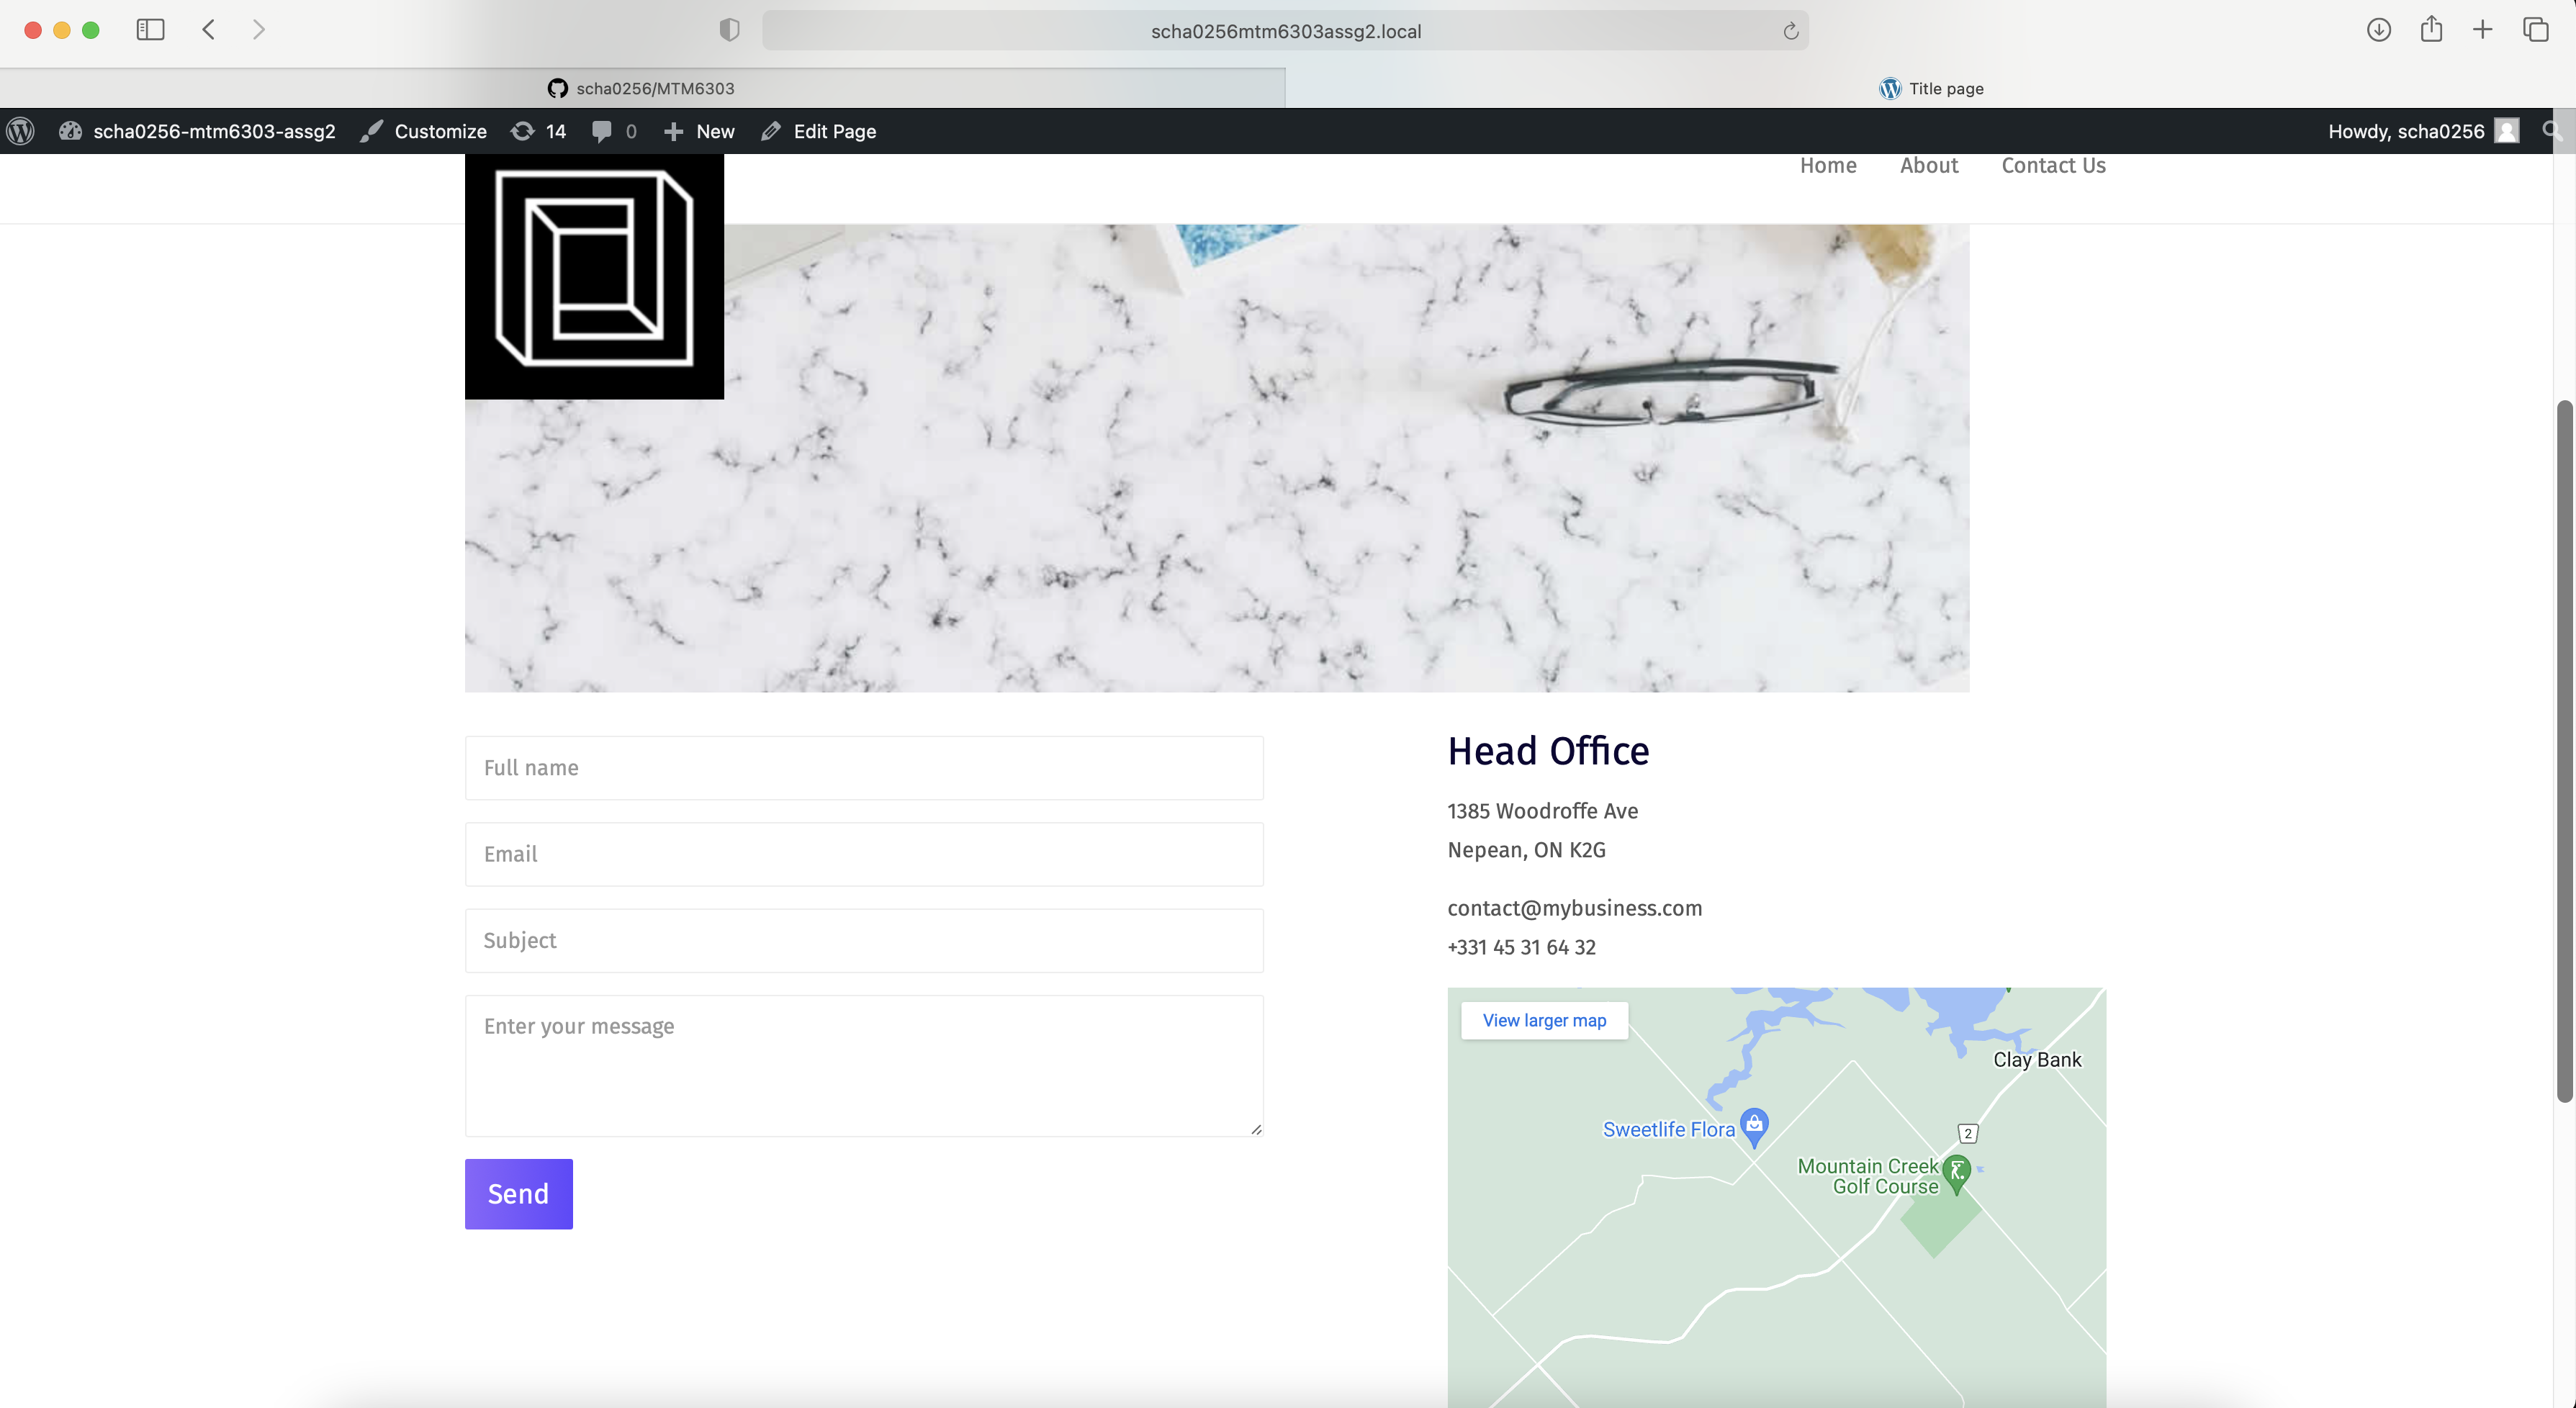 scha0256mtm6303assg2.local
scha0256/MTM6303
Title page
scha0256-mtm6303-assg2 Customize 14 0 New Edit Page Howdy, scha0256
Home About Contact Us
Full name
Email
Subject
Enter your message
Send
Head Office
1385 Woodroffe Ave
Nepean, ON K2G
contact@mybusiness.com
+331 45 31 64 32
View larger map
Clay Bank
Sweetlife Flora
2
Mountain Creek
Golf Course